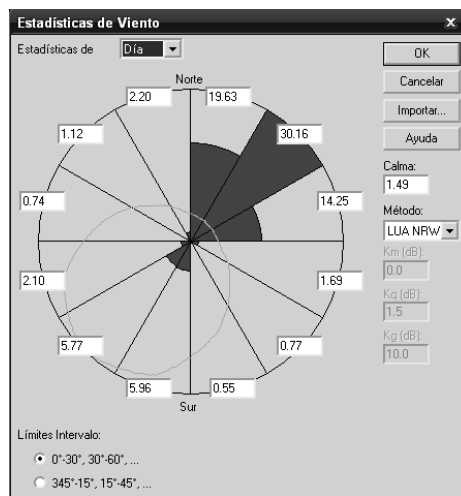 Estadísticas de Viento x
Estadísticas de Día
OK
Cancelar
Importar...
Ayuda
Calma:
1.49
Método:
LUA NRW
Km (dB):
0.0
Kq (dB):
1.5
Kg (dB):
10.0
Norte
2.20 19.63
1.12 30.16
0.74 14.25
2.10 1.69
5.77 0.77
5.96 0.55
Sur
Límites Intervalo:
0°-30°, 30°-60°, ...
345°-15°, 15°-45°, ...